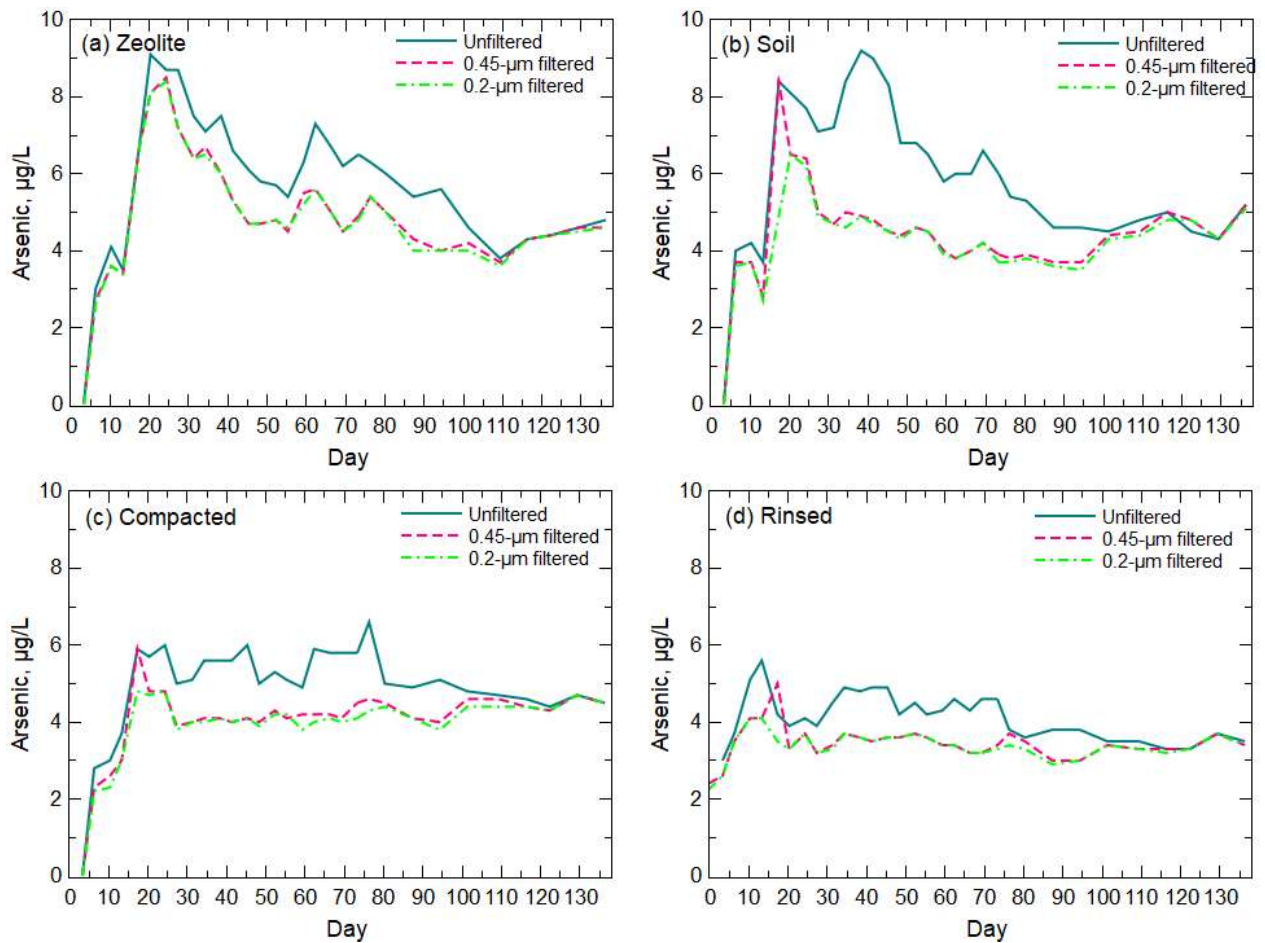 (a) Zeolite
Unfiltered
0.45-µm filtered
0.2-µm filtered
10
8
6
4
2
0
Arsenic, µg/L
0 10 20 30 40 50 60 70 80 90 100 110 120 130
Day
(b) Soil
Unfiltered
0.45-µm filtered
0.2-µm filtered
10
8
6
4
2
0
Arsenic, µg/L
0 10 20 30 40 50 60 70 80 90 100 110 120 130
Day
(c) Compacted
Unfiltered
0.45-µm filtered
0.2-µm filtered
10
8
6
4
2
0
Arsenic, µg/L
0 10 20 30 40 50 60 70 80 90 100 110 120 130
Day
(d) Rinsed
Unfiltered
0.45-µm filtered
0.2-µm filtered
10
8
6
4
2
0
Arsenic, µg/L
0 10 20 30 40 50 60 70 80 90 100 110 120 130
Day